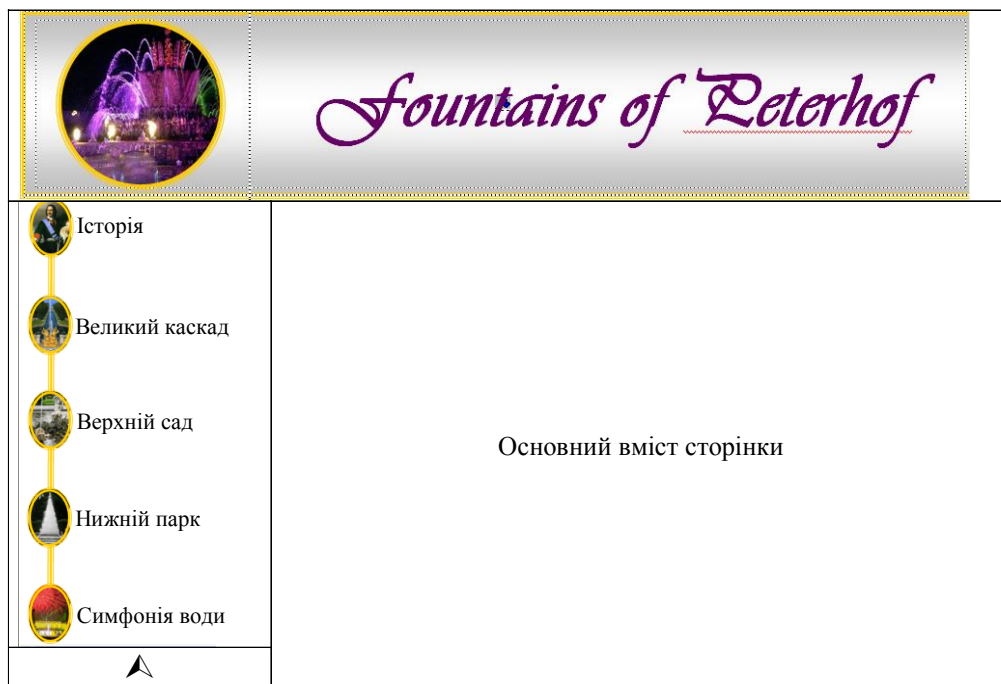 Fountains of Peterhof
Історія
Великий каскад
Верхній сад
Основний вміст сторінки
Нижній парк
Симфонія води